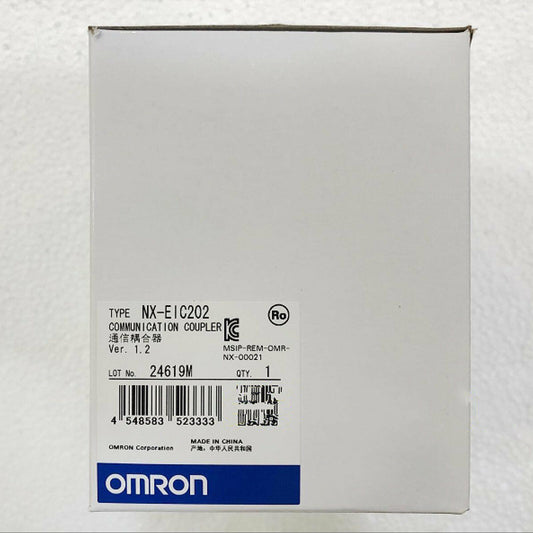 TYPE NX-EIC202
COMMUNICATION COUPLER
通信耦合器
Ver. 1.2
Ro
MSIP-REM-OMR-
NX-00021
LOT No. 24619M QTY. 1
4 548583 523333
OMRON Corporation
MADE IN CHINA
产地: 中华人民共和国
OMRON